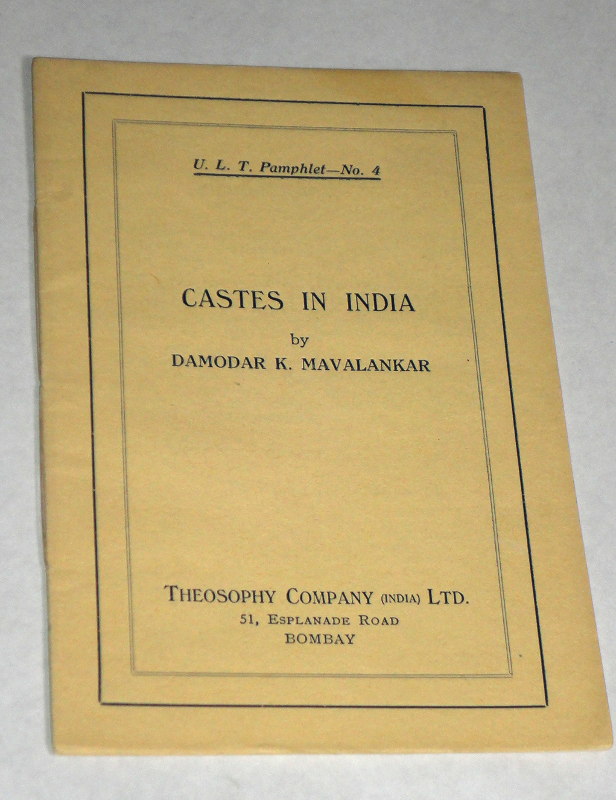 U. L. T. Pamphlet—No. 4
CASTES IN INDIA
by
DAMODAR K. MAVALANKAR
THEOSOPHY COMPANY (INDIA) LTD.
51, ESPLANADE ROAD
BOMBAY